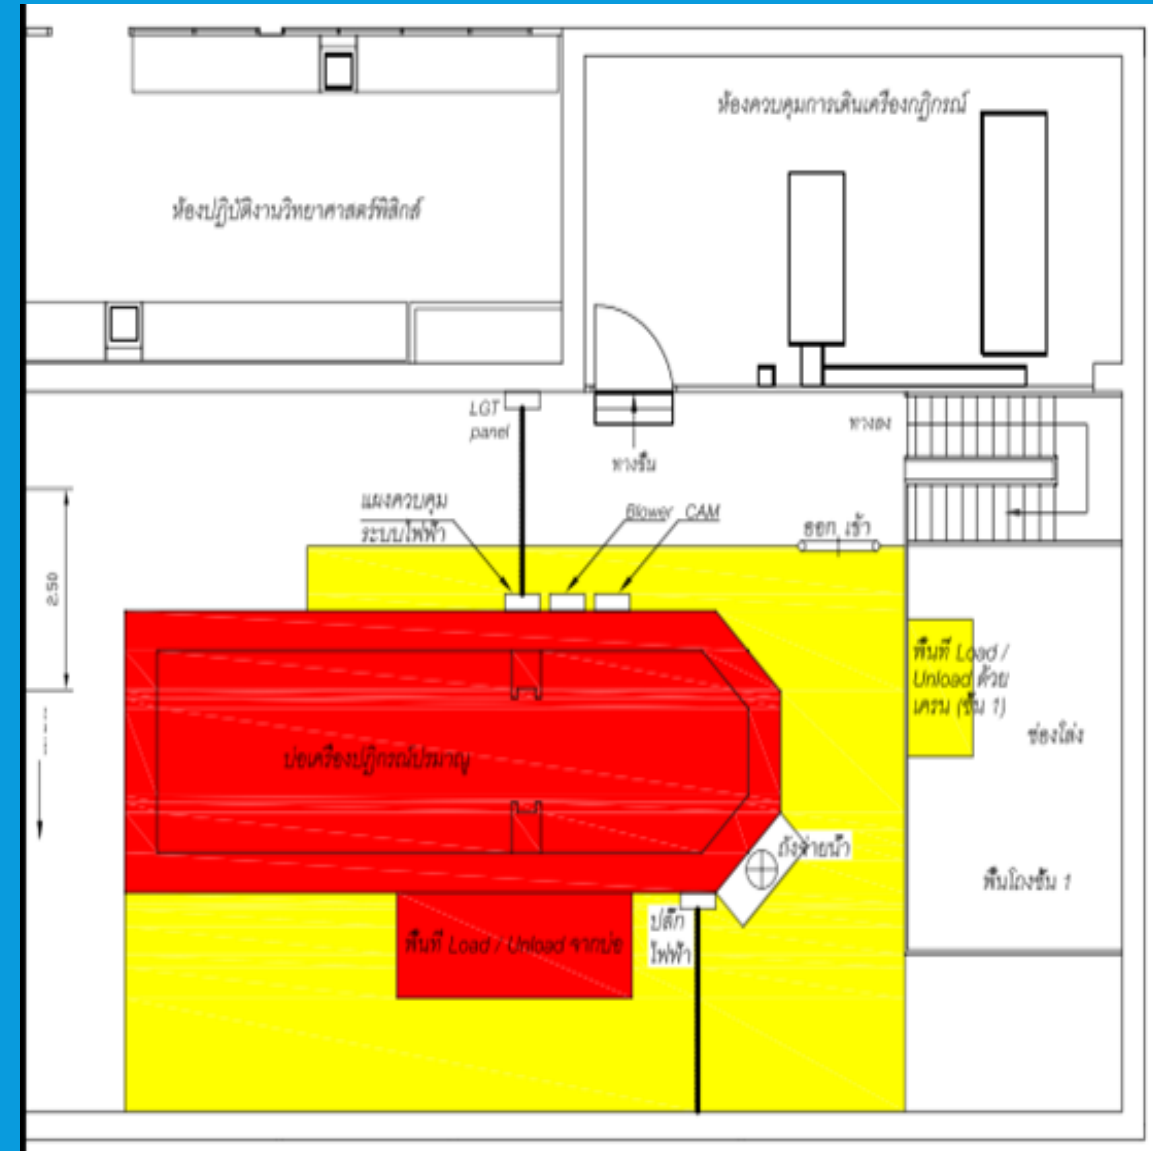 ห้องควบคุมการเดินเครื่องปฏิกรณ์
ห้องปฏิบัติงานวิทยาศาสตร์ฟิสิกส์
LGT
panel
ทางขึ้น
ทางลง
แผงควบคุม
ระบบไฟฟ้า
Blower
CAM
ออก
เข้า
2.50
พื้นที่ Load /
Unload ด้วย
เครน (ชั้น 1)
ช่องโล่ง
บ่อเครื่องปฏิกรณ์ปรมาณู
ถังจ่ายน้ำ
พื้นโถงชั้น 1
ปลั๊ก
ไฟฟ้า
พื้นที่ Load / Unload จากบ่อ